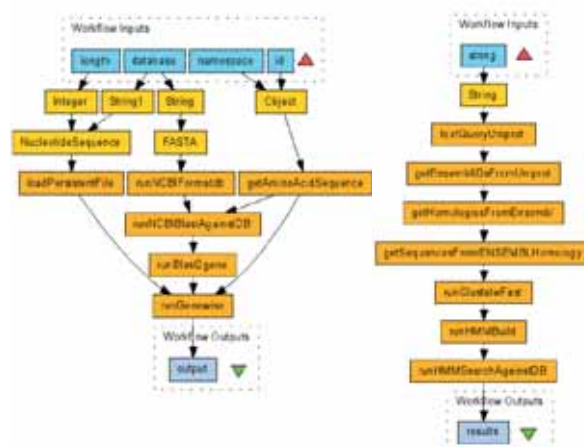 Workflow Inputs
length database namespace id
Integer String1 String Object
NucleotideSequence FASTA
loadPersistentFile runNCBIFormatdb getAminoAcidSequence
runNCBIBlastAgainstDB
runBlast2gene
runGenewise
Workflow Outputs
output
Workflow Inputs
string
String
textQueryUniprot
getEnsemblIDsFromUniprot
getHomologesFromEnsembl
getSequencesFromENSEMBLHomology
runClustalwFast
runHMMBuild
runHMMSearchAgainstDB
Workflow Outputs
results